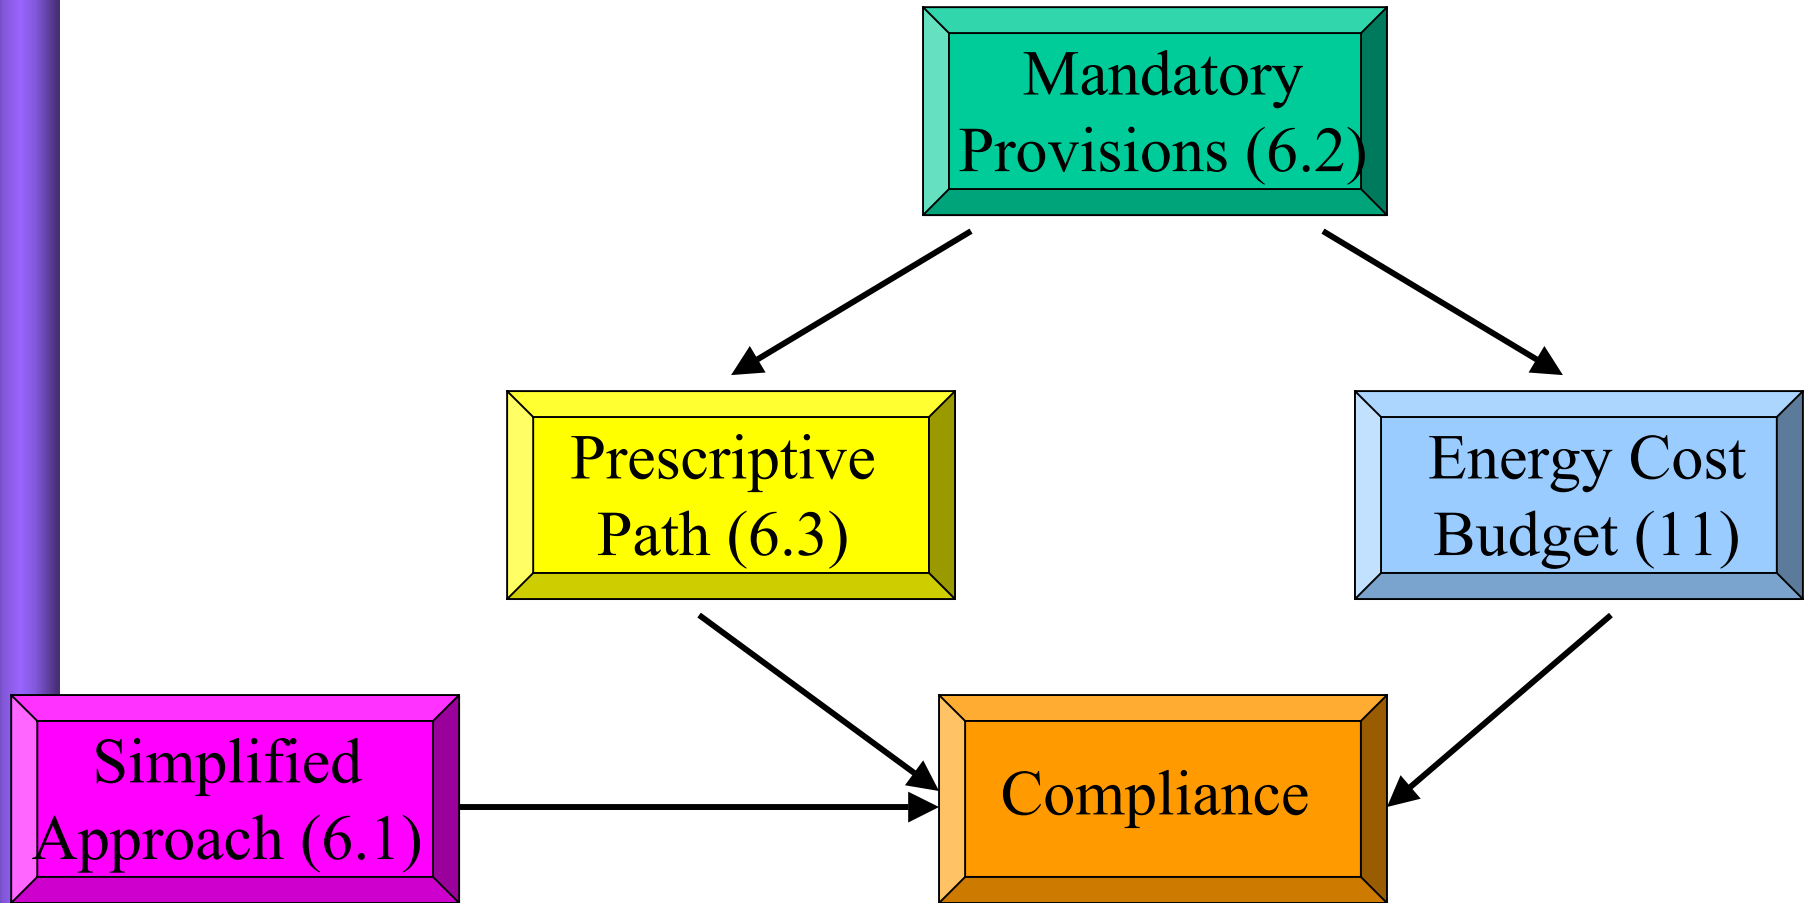 Mandatory
Provisions (6.2)
Prescriptive
Path (6.3)
Energy Cost
Budget (11)
Simplified
Approach (6.1)
Compliance